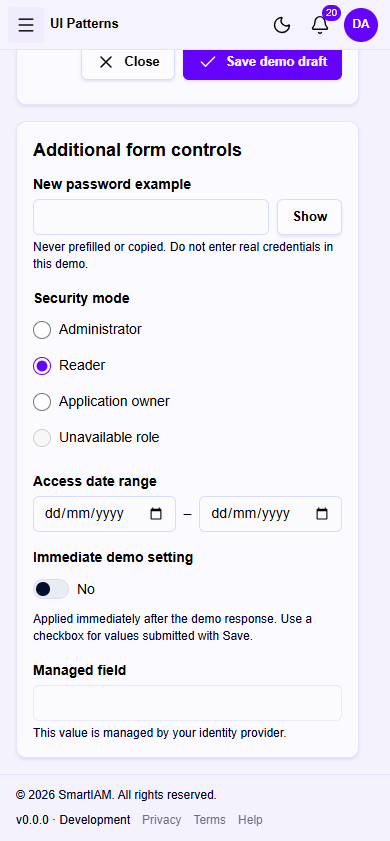 UI Patterns
20
DA
Close
Save demo draft
Additional form controls
New password example
Show
Never prefilled or copied. Do not enter real credentials in
this demo.
Security mode
Administrator
Reader
Application owner
Unavailable role
Access date range
dd/mm/yyyy – dd/mm/yyyy
Immediate demo setting
No
Applied immediately after the demo response. Use a
checkbox for values submitted with Save.
Managed field
This value is managed by your identity provider.
© 2026 SmartIAM. All rights reserved.
v0.0.0 · Development Privacy Terms Help